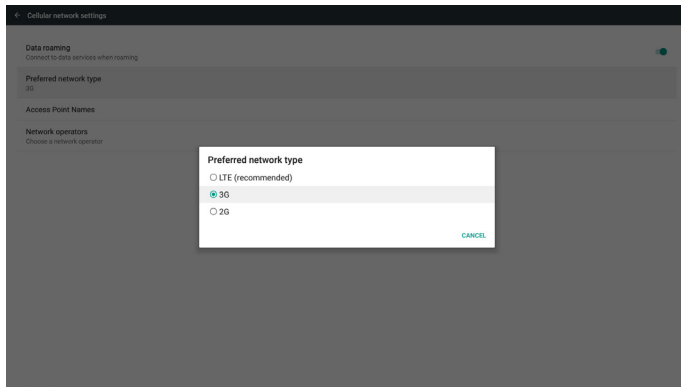 Cellular network settings
Data roaming
Connect to data services when roaming
Preferred network type
3G
Access Point Names
Network operators
Choose a network operator
Preferred network type
LTE (recommended)
3G
2G
CANCEL